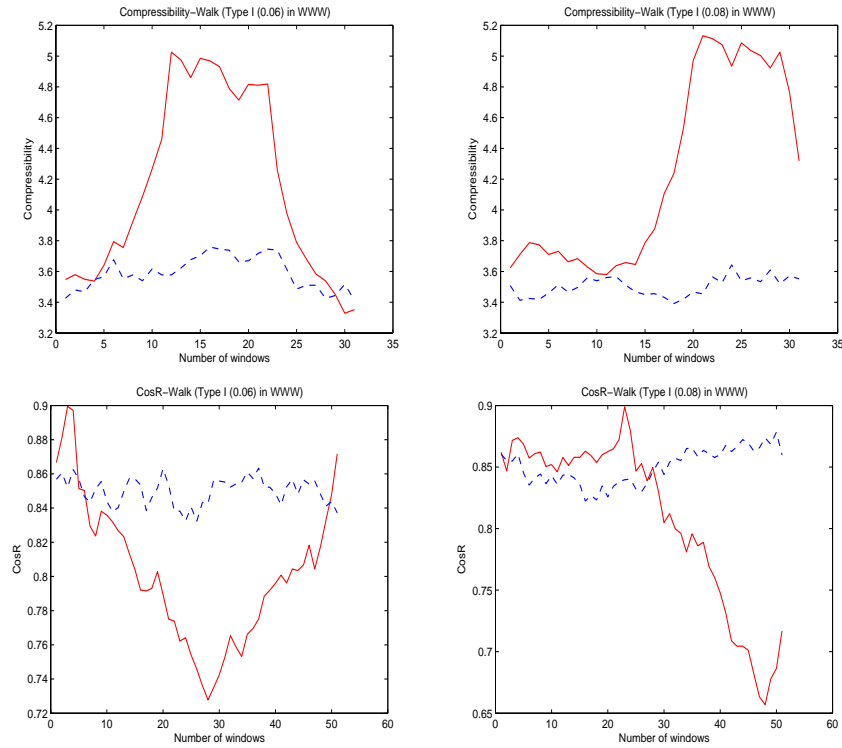 Compressibility−Walk (Type I (0.06) in WWW)
5.2
5
4.8
4.6
4.4
4.2
4
3.8
3.6
3.4
3.2
Compressibility
0 5 10 15 20 25 30 35
Number of windows
Compressibility−Walk (Type I (0.08) in WWW)
5.2
5
4.8
4.6
4.4
4.2
4
3.8
3.6
3.4
3.2
Compressibility
0 5 10 15 20 25 30 35
Number of windows
CosR−Walk (Type I (0.06) in WWW)
0.9
0.88
0.86
0.84
0.82
0.8
0.78
0.76
0.74
0.72
CosR
0 10 20 30 40 50 60
Number of windows
CosR−Walk (Type I (0.08) in WWW)
0.9
0.85
0.8
0.75
0.7
0.65
CosR
0 10 20 30 40 50 60
Number of windows